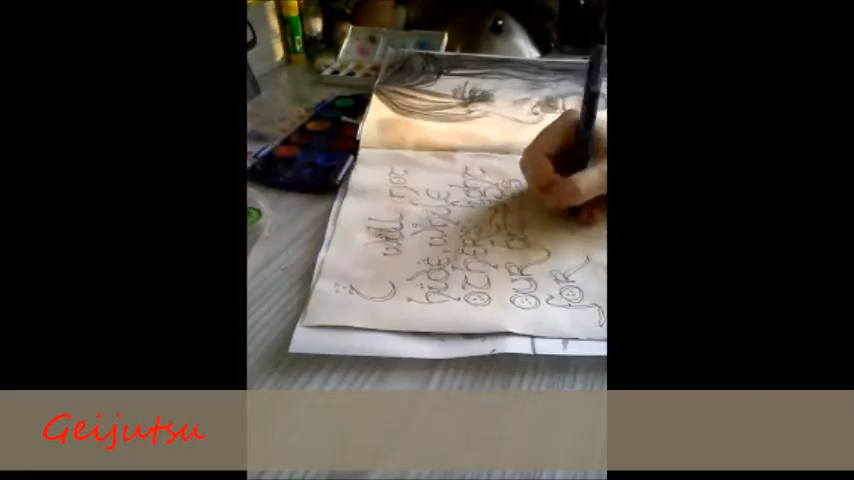 I will not
hide, while
others fight
our
for
Geijutsu